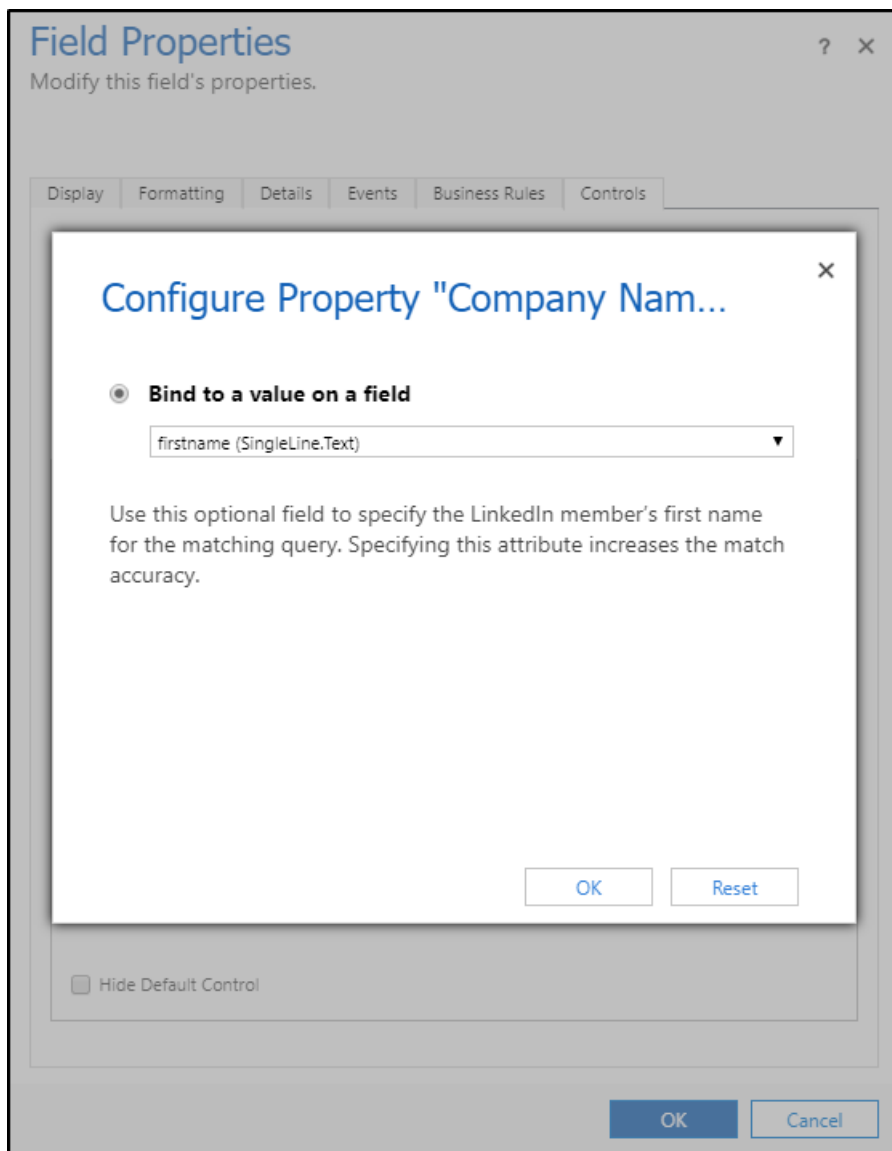 Field Properties
? ×
Modify this field's properties.
Display Formatting Details Events Business Rules Controls
×
Configure Property "Company Nam...
Bind to a value on a field
firstname (SingleLine.Text) ▼
Use this optional field to specify the LinkedIn member's first name
for the matching query. Specifying this attribute increases the match
accuracy.
OK Reset
Hide Default Control
OK Cancel